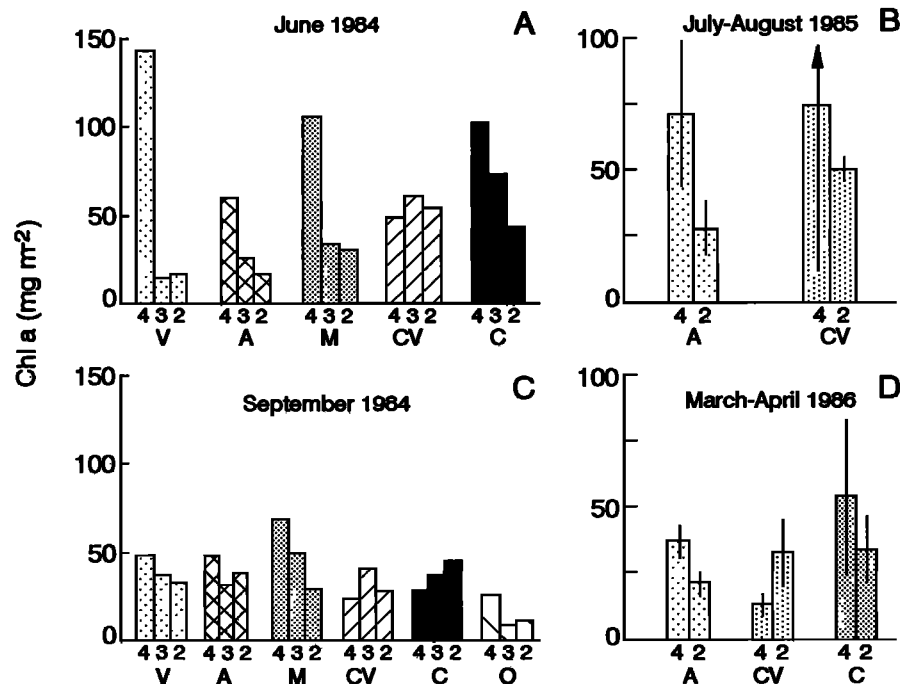 Chl a (mg m⁻²)
June 1984
A
150
100
50
0
4 3 2 4 3 2 4 3 2 4 3 2 4 3 2
V A M CV C
July-August 1985
B
100
50
0
4 2 4 2
A CV
September 1984
C
150
100
50
0
4 3 2 4 3 2 4 3 2 4 3 2 4 3 2 4 3 2
V A M CV C O
March-April 1986
D
100
50
0
4 2 4 2 4 2
A CV C